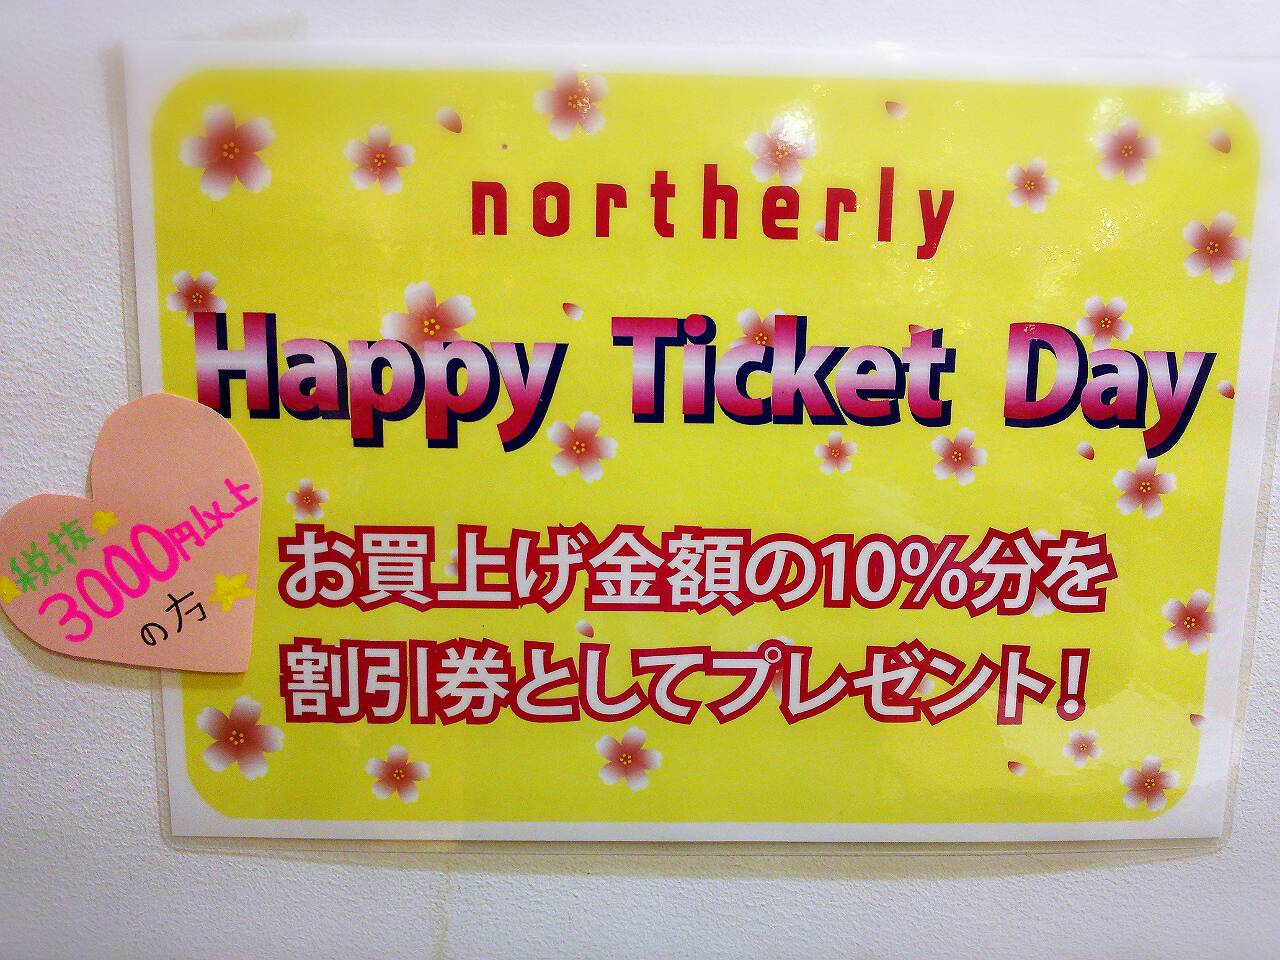 northerly
Happy Ticket Day
お買上げ金額の10%分を
割引券としてプレゼント！
税抜
3000円以上
の方